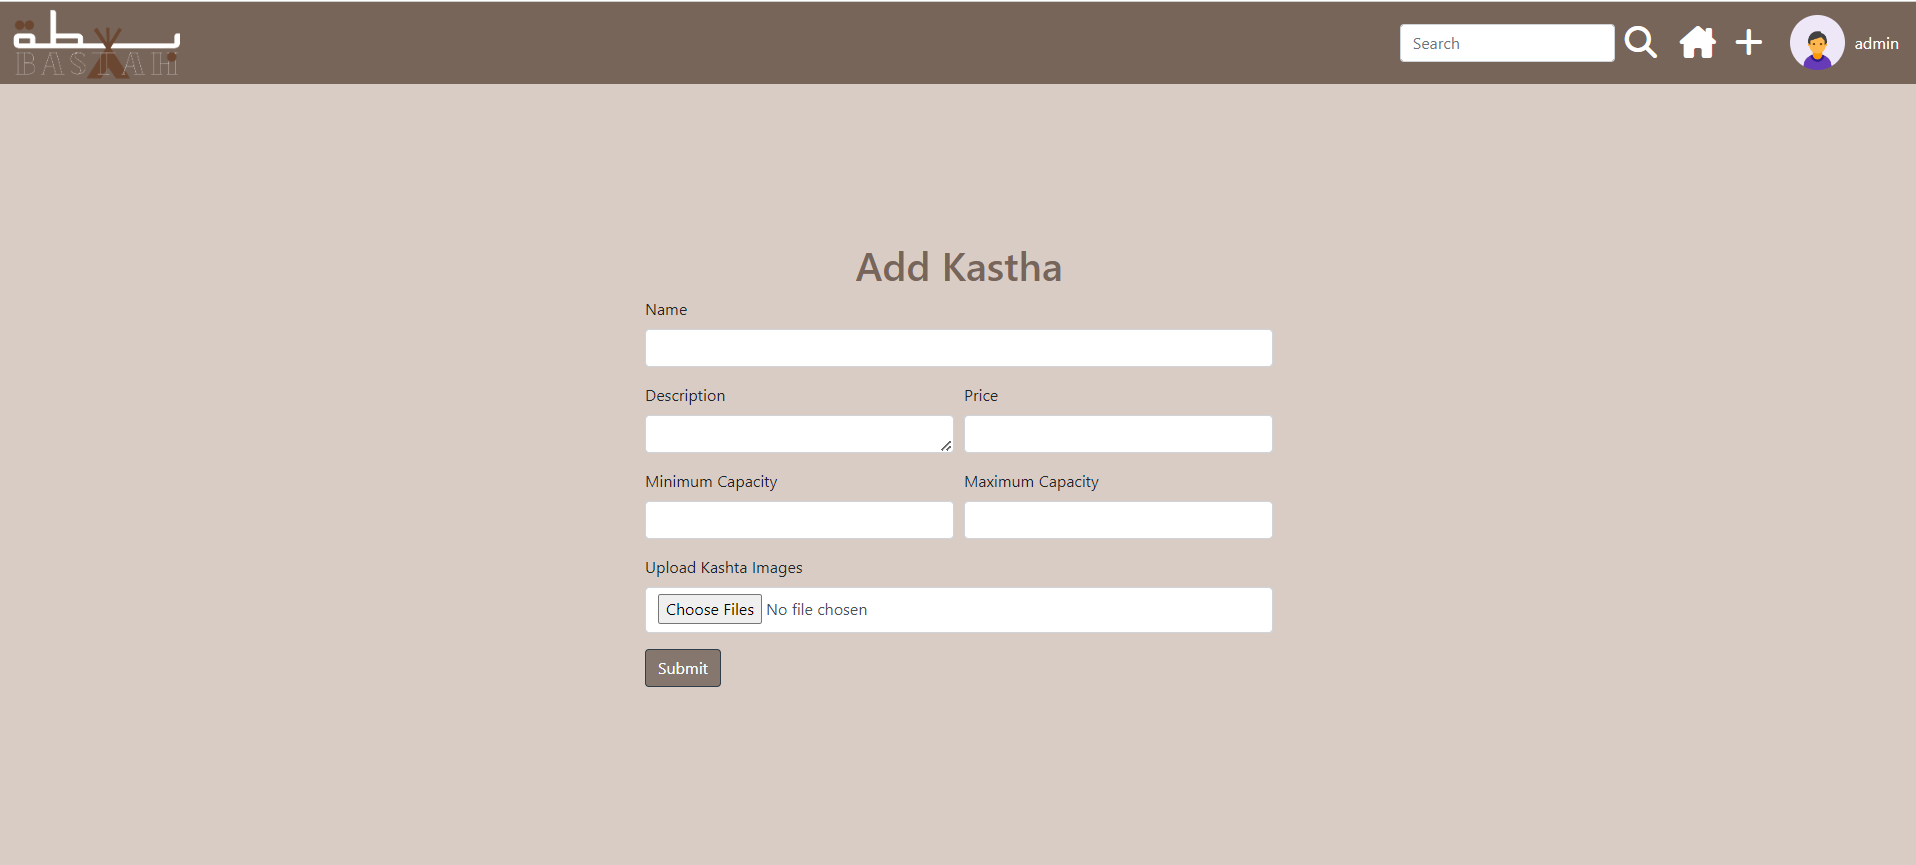 بسطة
BASTAH
Search
admin
Add Kastha
Name
Description Price
Minimum Capacity Maximum Capacity
Upload Kashta Images
Choose Files No file chosen
Submit